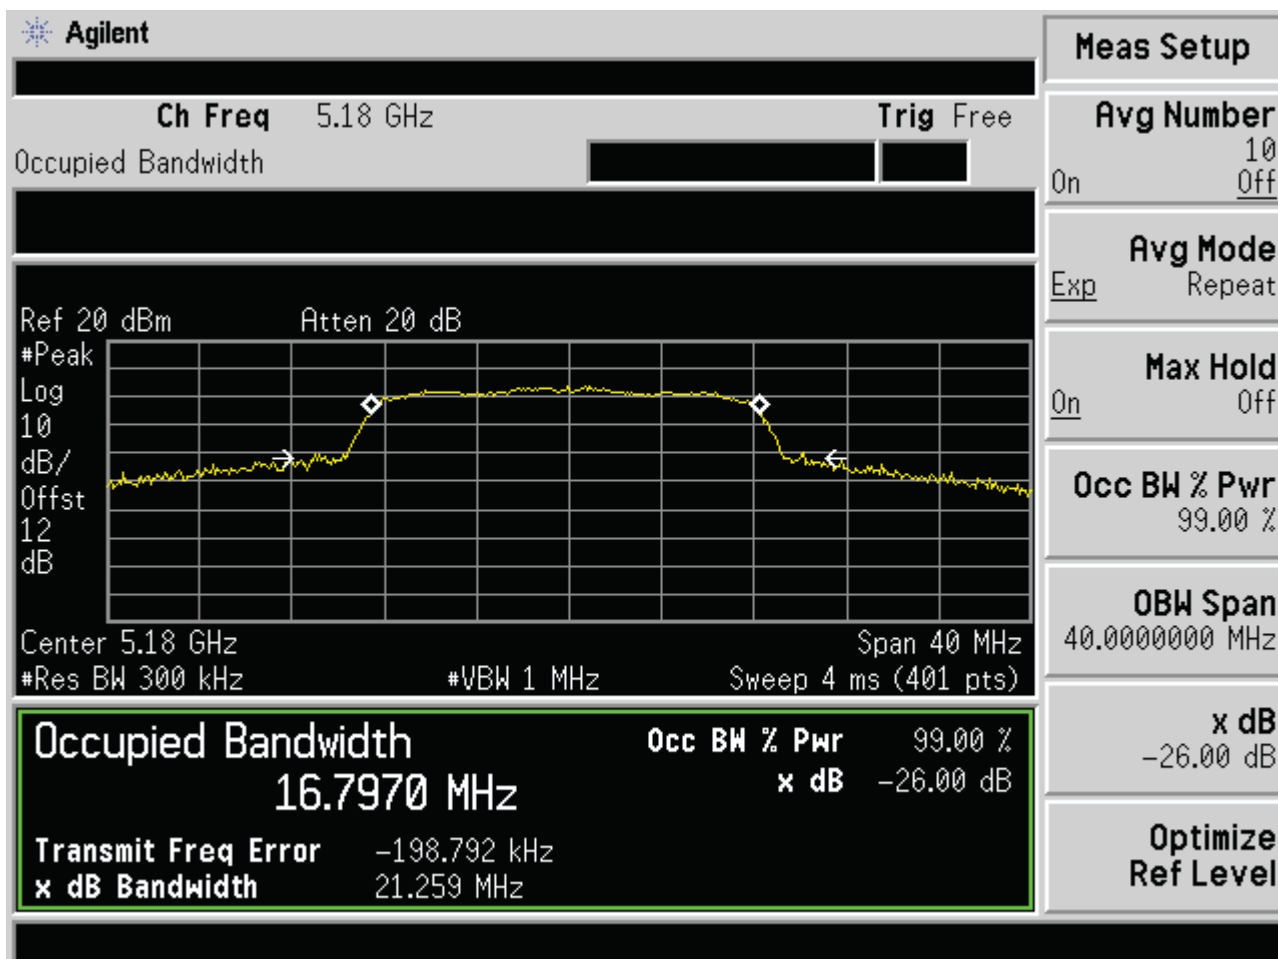 Agilent
Ch Freq 5.18 GHz Trig Free
Occupied Bandwidth
Ref 20 dBm Atten 20 dB
#Peak
Log
10
dB/
Offst
12
dB
Center 5.18 GHz Span 40 MHz
#Res BW 300 kHz #VBW 1 MHz Sweep 4 ms (401 pts)
Occupied Bandwidth
16.7970 MHz
Occ BW % Pwr 99.00 %
x dB -26.00 dB
Transmit Freq Error -198.792 kHz
x dB Bandwidth 21.259 MHz
Meas Setup
Avg Number
10
On Off
Avg Mode
Exp Repeat
Max Hold
On Off
Occ BW % Pwr
99.00 %
OBW Span
40.0000000 MHz
x dB
-26.00 dB
Optimize
Ref Level